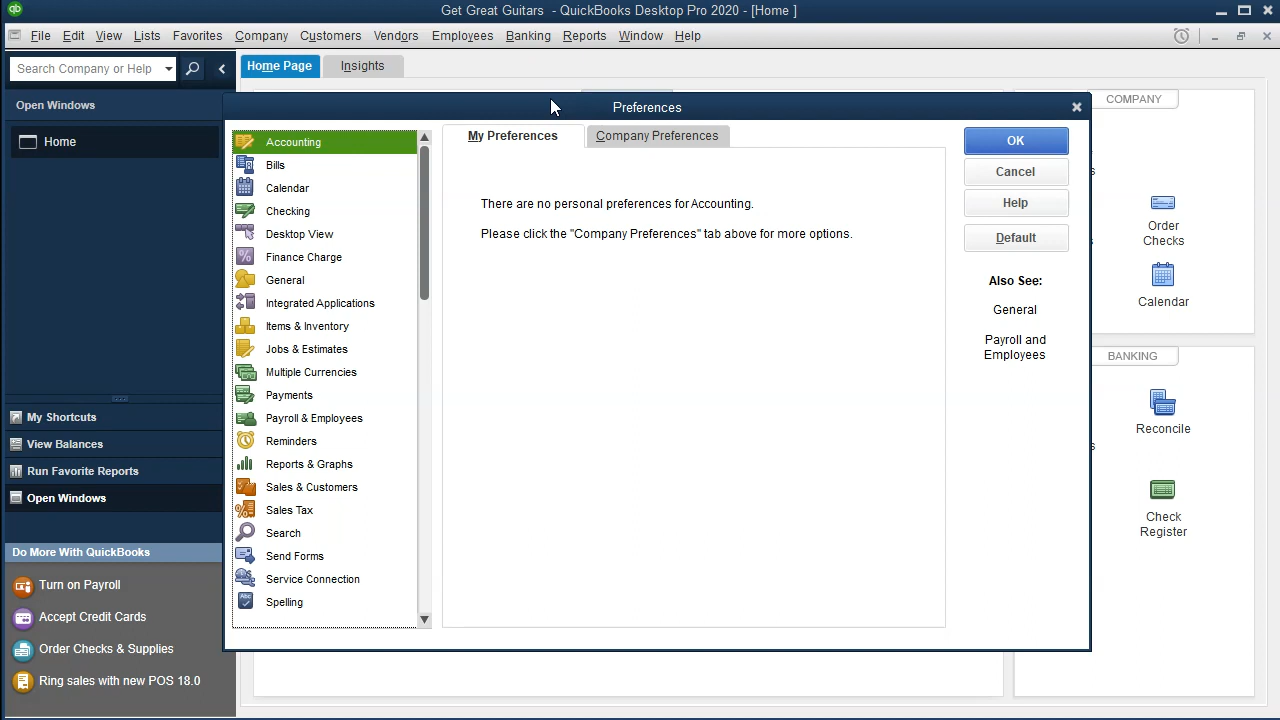 qb
Get Great Guitars - QuickBooks Desktop Pro 2020 - [Home ]
File Edit View Lists Favorites Company Customers Vendors Employees Banking Reports Window Help
Search Company or Help
Home Page Insights
Open Windows
Home
My Shortcuts
View Balances
Run Favorite Reports
Open Windows
Do More With QuickBooks
Turn on Payroll
Accept Credit Cards
Order Checks & Supplies
Ring sales with new POS 18.0
Preferences
Accounting
Bills
Calendar
Checking
Desktop View
Finance Charge
General
Integrated Applications
Items & Inventory
Jobs & Estimates
Multiple Currencies
Payments
Payroll & Employees
Reminders
Reports & Graphs
Sales & Customers
Sales Tax
Search
Send Forms
Service Connection
Abc
Spelling
My Preferences Company Preferences
There are no personal preferences for Accounting.
Please click the "Company Preferences" tab above for more options.
OK
Cancel
Help
Default
Also See:
General
Payroll and
Employees
COMPANY
s
Order
s Checks
Calendar
BANKING
Reconcile
s
Check
Register